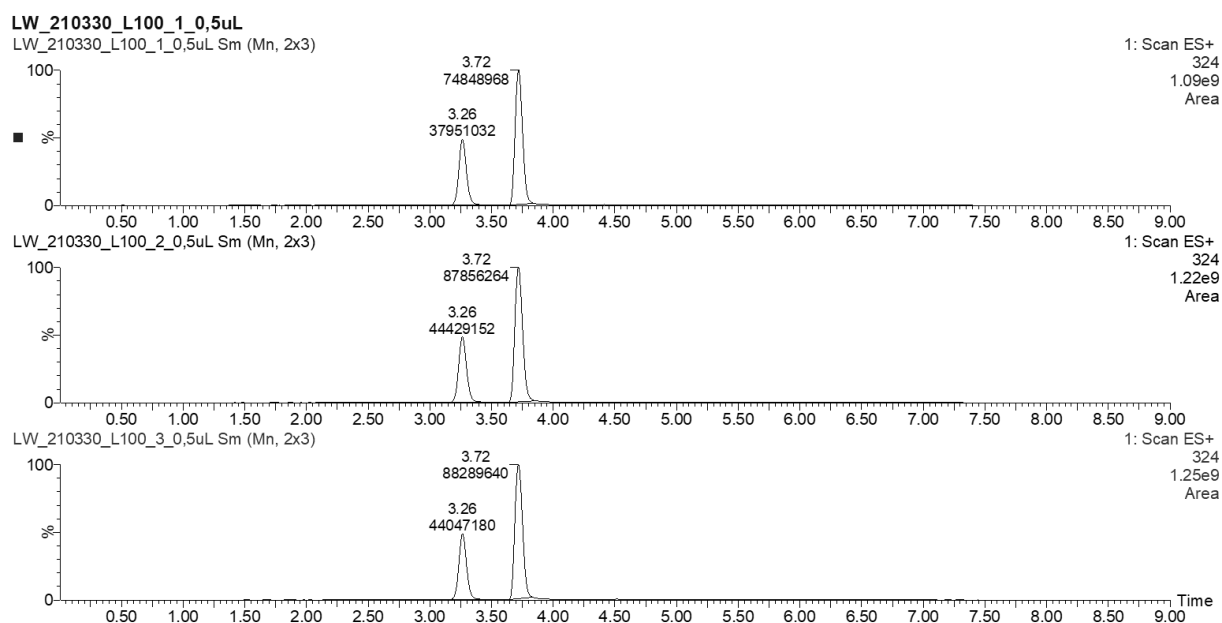 LW_210330_L100_1_0,5uL
LW_210330_L100_1_0,5uL Sm (Mn, 2x3)
1: Scan ES+
324
1.09e9
Area
100
%
0
3.72
74848968
3.26
37951032
0.50 1.00 1.50 2.00 2.50 3.00 3.50 4.00 4.50 5.00 5.50 6.00 6.50 7.00 7.50 8.00 8.50 9.00
LW_210330_L100_2_0,5uL Sm (Mn, 2x3)
1: Scan ES+
324
1.22e9
Area
100
%
0
3.72
87856264
3.26
44429152
0.50 1.00 1.50 2.00 2.50 3.00 3.50 4.00 4.50 5.00 5.50 6.00 6.50 7.00 7.50 8.00 8.50 9.00
LW_210330_L100_3_0,5uL Sm (Mn, 2x3)
1: Scan ES+
324
1.25e9
Area
100
%
0
3.72
88289640
3.26
44047180
Time
0.50 1.00 1.50 2.00 2.50 3.00 3.50 4.00 4.50 5.00 5.50 6.00 6.50 7.00 7.50 8.00 8.50 9.00